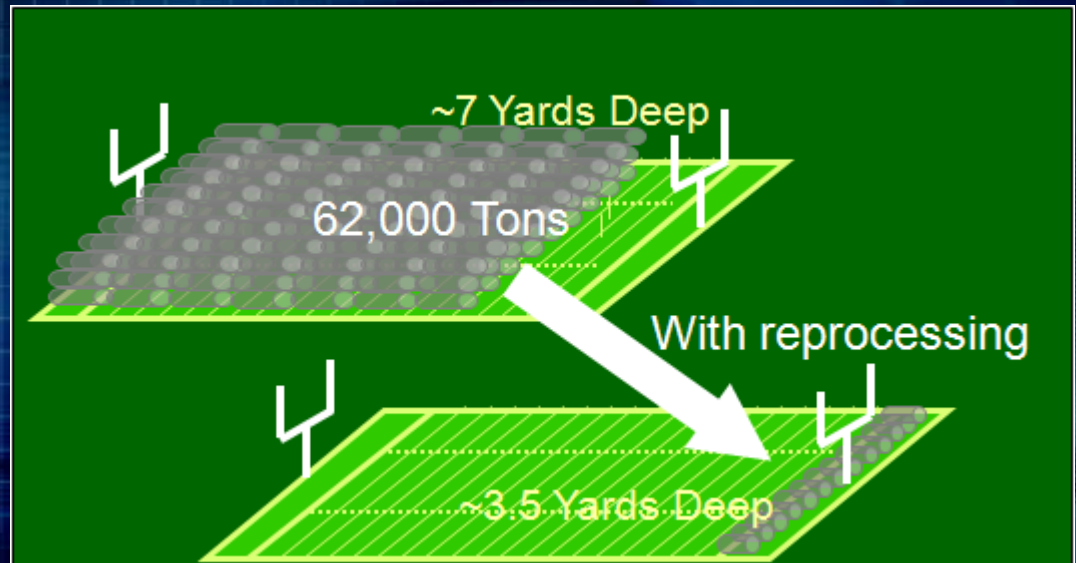 ~7 Yards Deep
62,000 Tons
With reprocessing
~3.5 Yards Deep